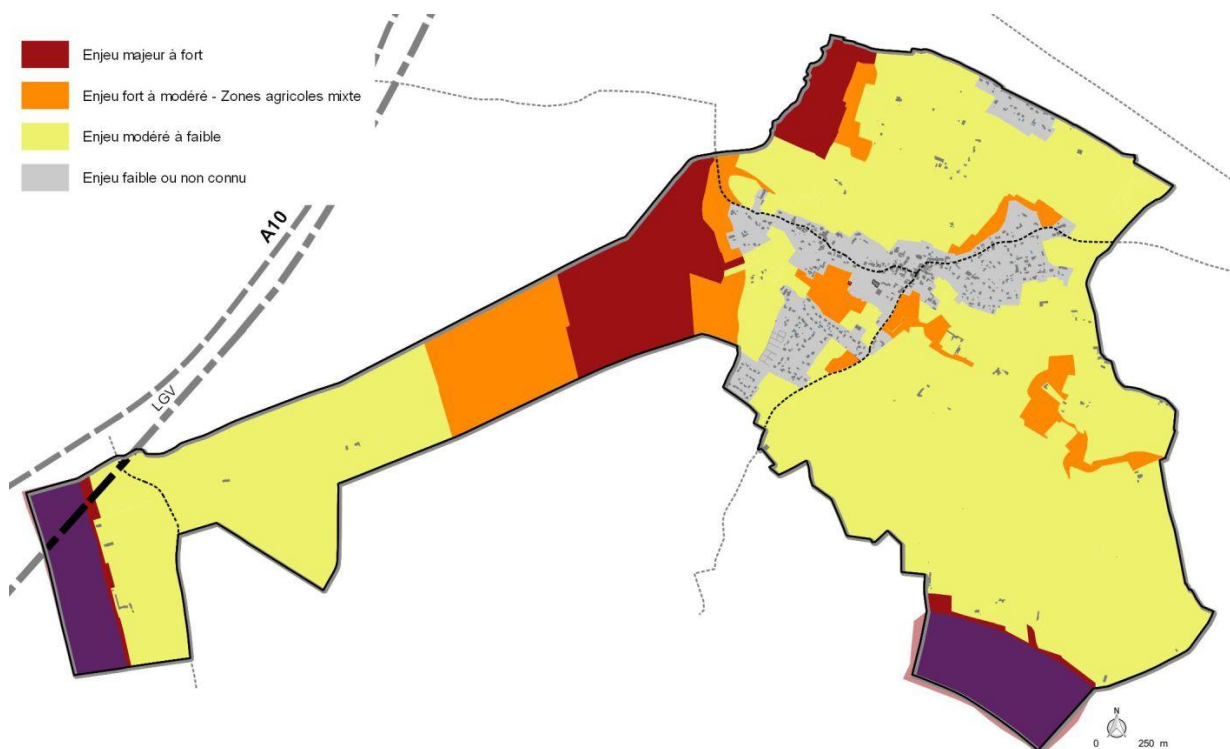 Enjeu majeur à fort
Enjeu fort à modéré - Zones agricoles mixte
Enjeu modéré à faible
Enjeu faible ou non connu
A10
LGV
N
0 250 m